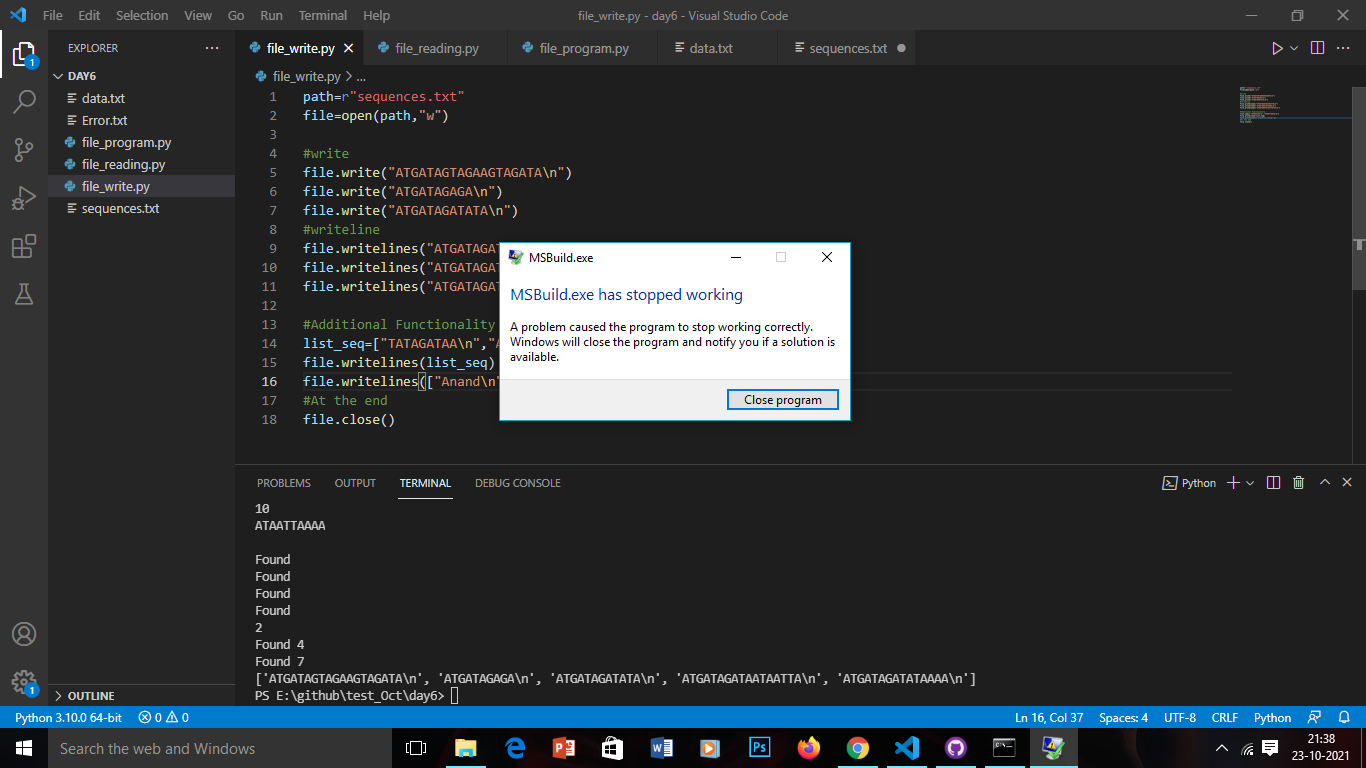 File Edit Selection View Go Run Terminal Help file_write.py - day6 - Visual Studio Code
EXPLORER ···
1
DAY6
data.txt
Error.txt
file_program.py
file_reading.py
file_write.py
sequences.txt
OUTLINE
1
file_write.py file_reading.py file_program.py data.txt sequences.txt
file_write.py > ...
1 path=r"sequences.txt"
2 file=open(path,"w")
3
4 #write
5 file.write("ATGATAGTAGAAGTAGATA\n")
6 file.write("ATGATAGAGA\n")
7 file.write("ATGATAGATATA\n")
8 #writeline
9 file.writelines("ATGATAGAT
10 file.writelines("ATGATAGAT
11 file.writelines("ATGATAGAT
12
13 #Additional Functionality
14 list_seq=["TATAGATAA\n","A
15 file.writelines(list_seq)
16 file.writelines(["Anand\n"
17 #At the end
18 file.close()
MSBuild.exe
MSBuild.exe has stopped working
A problem caused the program to stop working correctly.
Windows will close the program and notify you if a solution is
available.
Close program
PROBLEMS OUTPUT TERMINAL DEBUG CONSOLE Python
10
ATAATTAAAA
Found
Found
Found
Found
2
Found 4
Found 7
['ATGATAGTAGAAGTAGATA\n', 'ATGATAGAGA\n', 'ATGATAGATATA\n', 'ATGATAGATAATAATTA\n', 'ATGATAGATATAAAA\n']
PS E:\github\test_Oct\day6>
Python 3.10.0 64-bit 0 0 Ln 16, Col 37 Spaces: 4 UTF-8 CRLF Python
Search the web and Windows
21:38
23-10-2021